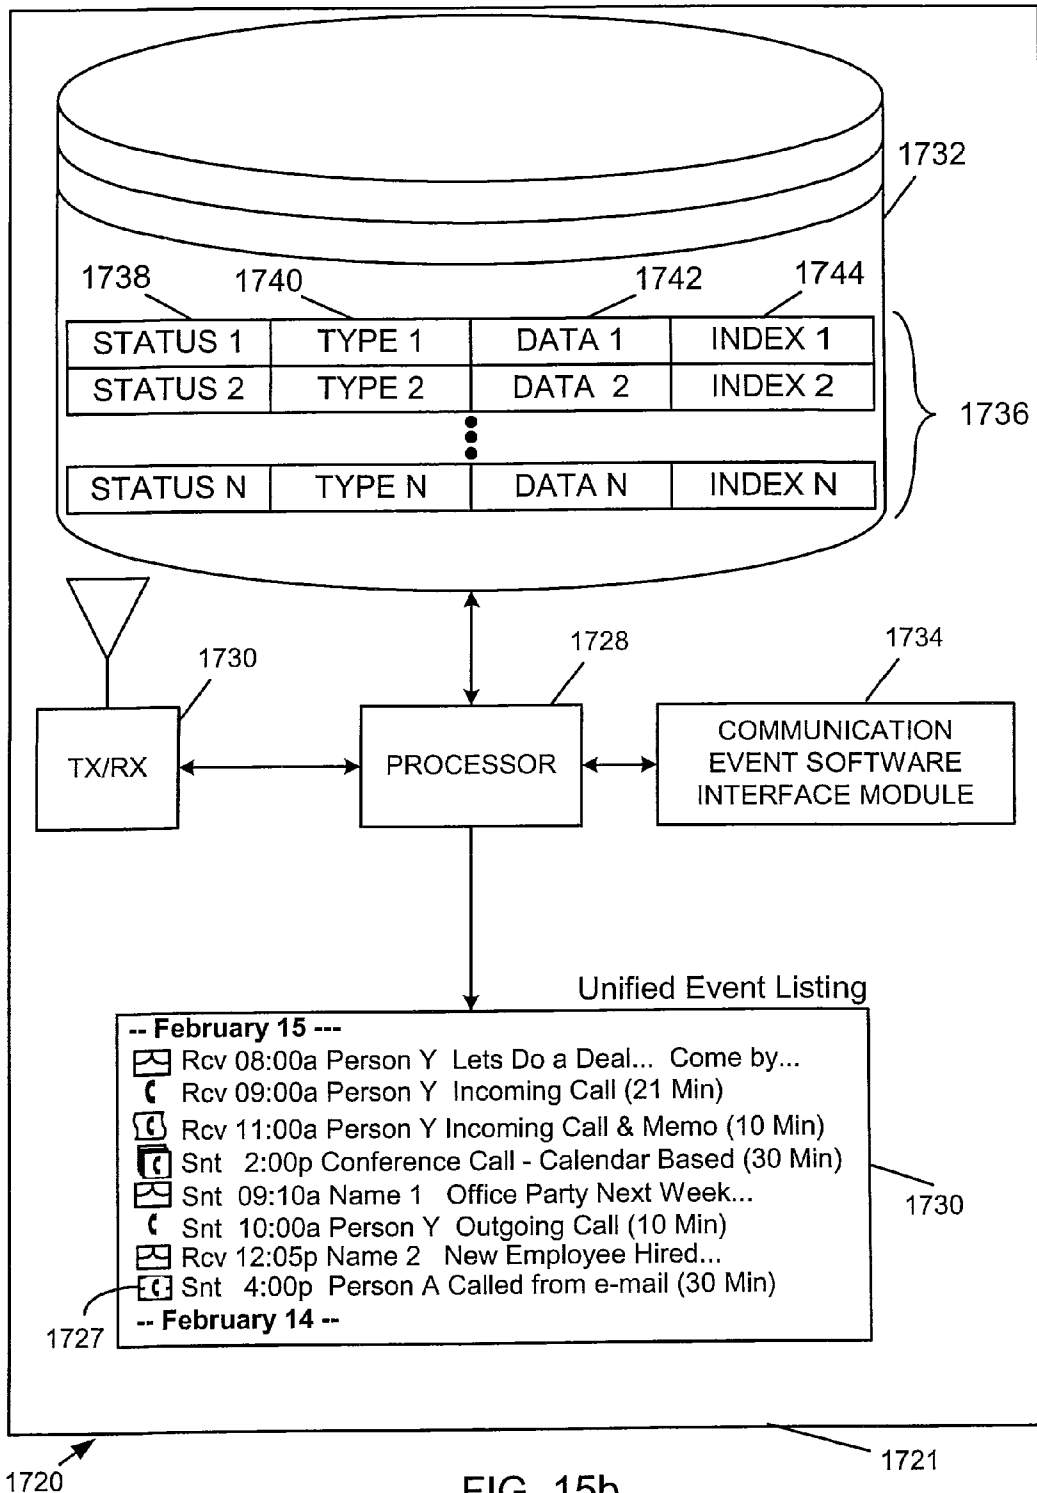 1732
1738 1740 1742 1744
STATUS 1 TYPE 1 DATA 1 INDEX 1
STATUS 2 TYPE 2 DATA 2 INDEX 2
1736
STATUS N TYPE N DATA N INDEX N
1730 1728 1734
TX/RX
PROCESSOR
COMMUNICATION
EVENT SOFTWARE
INTERFACE MODULE
Unified Event Listing
-- February 15 ---
Rcv 08:00a Person Y Lets Do a Deal... Come by...
Rcv 09:00a Person Y Incoming Call (21 Min)
Rcv 11:00a Person Y Incoming Call & Memo (10 Min)
Snt 2:00p Conference Call - Calendar Based (30 Min)
Snt 09:10a Name 1 Office Party Next Week...
Snt 10:00a Person Y Outgoing Call (10 Min)
Rcv 12:05p Name 2 New Employee Hired...
Snt 4:00p Person A Called from e-mail (30 Min)
-- February 14 --
1730
1727
1721
1720
FIG. 15b